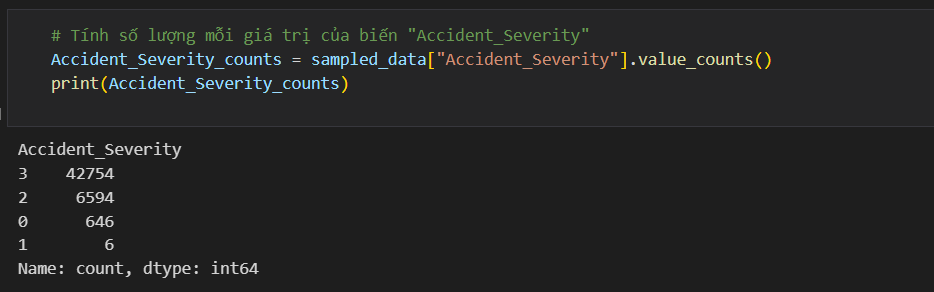 # Tính số lượng mỗi giá trị của biến "Accident_Severity"
Accident_Severity_counts = sampled_data["Accident_Severity"].value_counts()
print(Accident_Severity_counts)
Accident_Severity
3    42754
2     6594
0      646
1        6
Name: count, dtype: int64